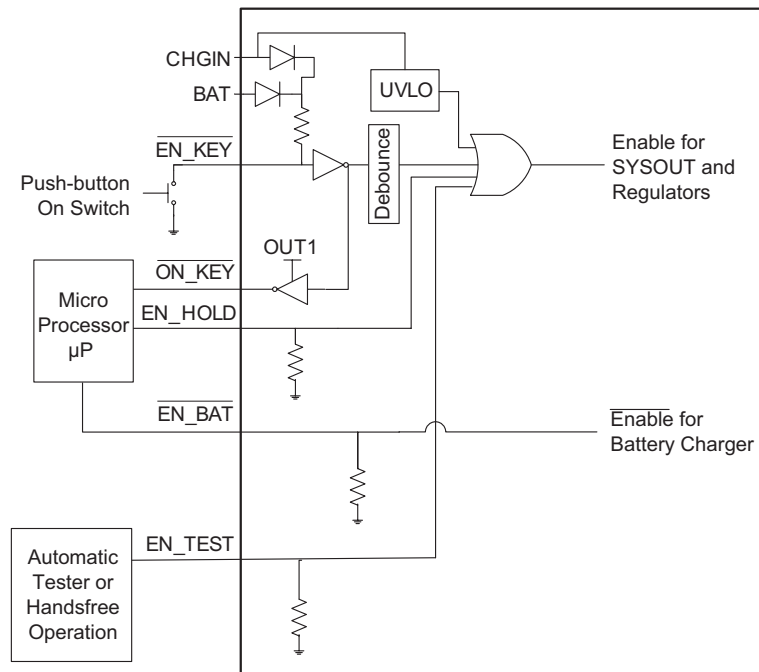 CHGIN
BAT
UVLO
EN_KEY
Debounce
Enable for
SYSOUT and
Regulators
Push-button
On Switch
OUT1
ON_KEY
Micro
Processor
µP
EN_HOLD
EN_BAT
Enable for
Battery Charger
EN_TEST
Automatic
Tester or
Handsfree
Operation